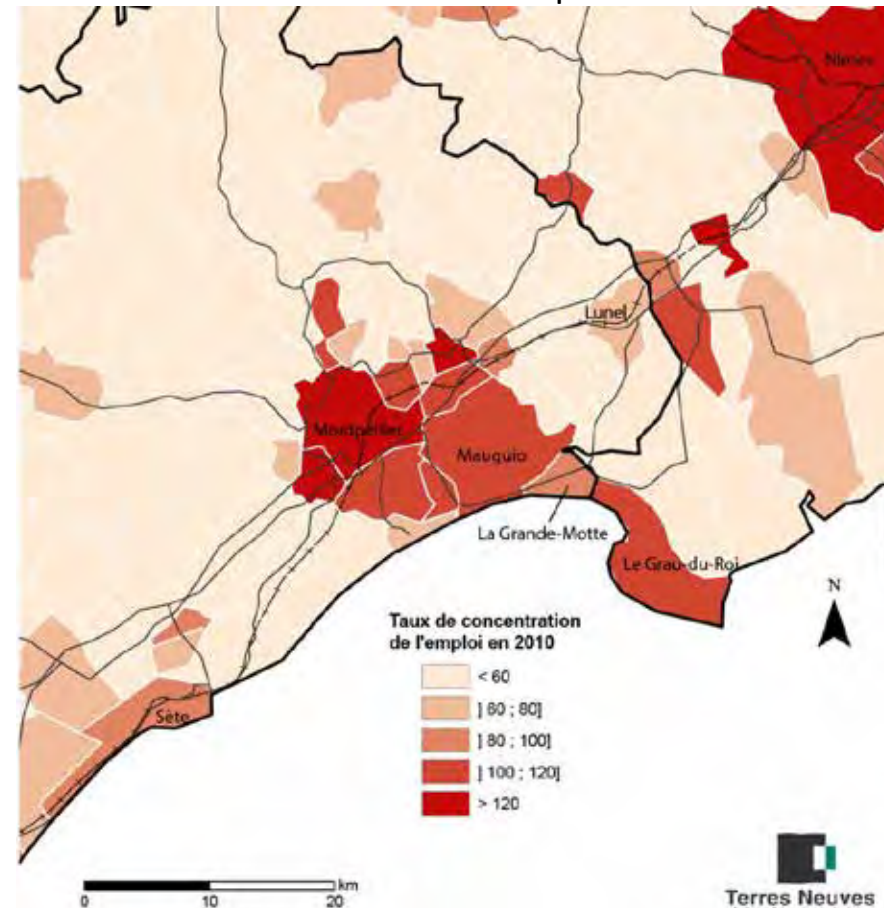 Nîmes
Lunel
Montpellier
Mauguio
La Grande-Motte
Le Grau-du-Roi
N
Sète
Taux de concentration
de l'emploi en 2010
< 60
] 60 ; 80]
] 80 ; 100]
] 100 ; 120]
> 120
km
0 10 20
Terres Neuves